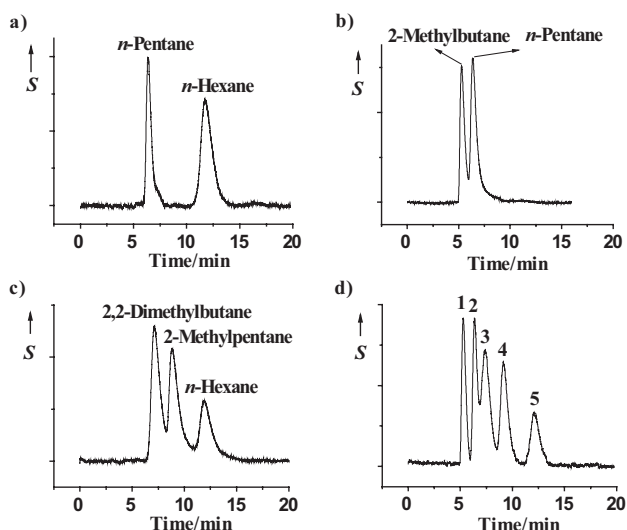 a)
n-Pentane
n-Hexane
S
0 5 10 15 20
Time/min
b)
2-Methylbutane n-Pentane
S
0 5 10 15 20
Time/min
c)
2,2-Dimethylbutane
2-Methylpentane
n-Hexane
S
0 5 10 15 20
Time/min
d)
1 2
3
4
5
S
0 5 10 15 20
Time/min